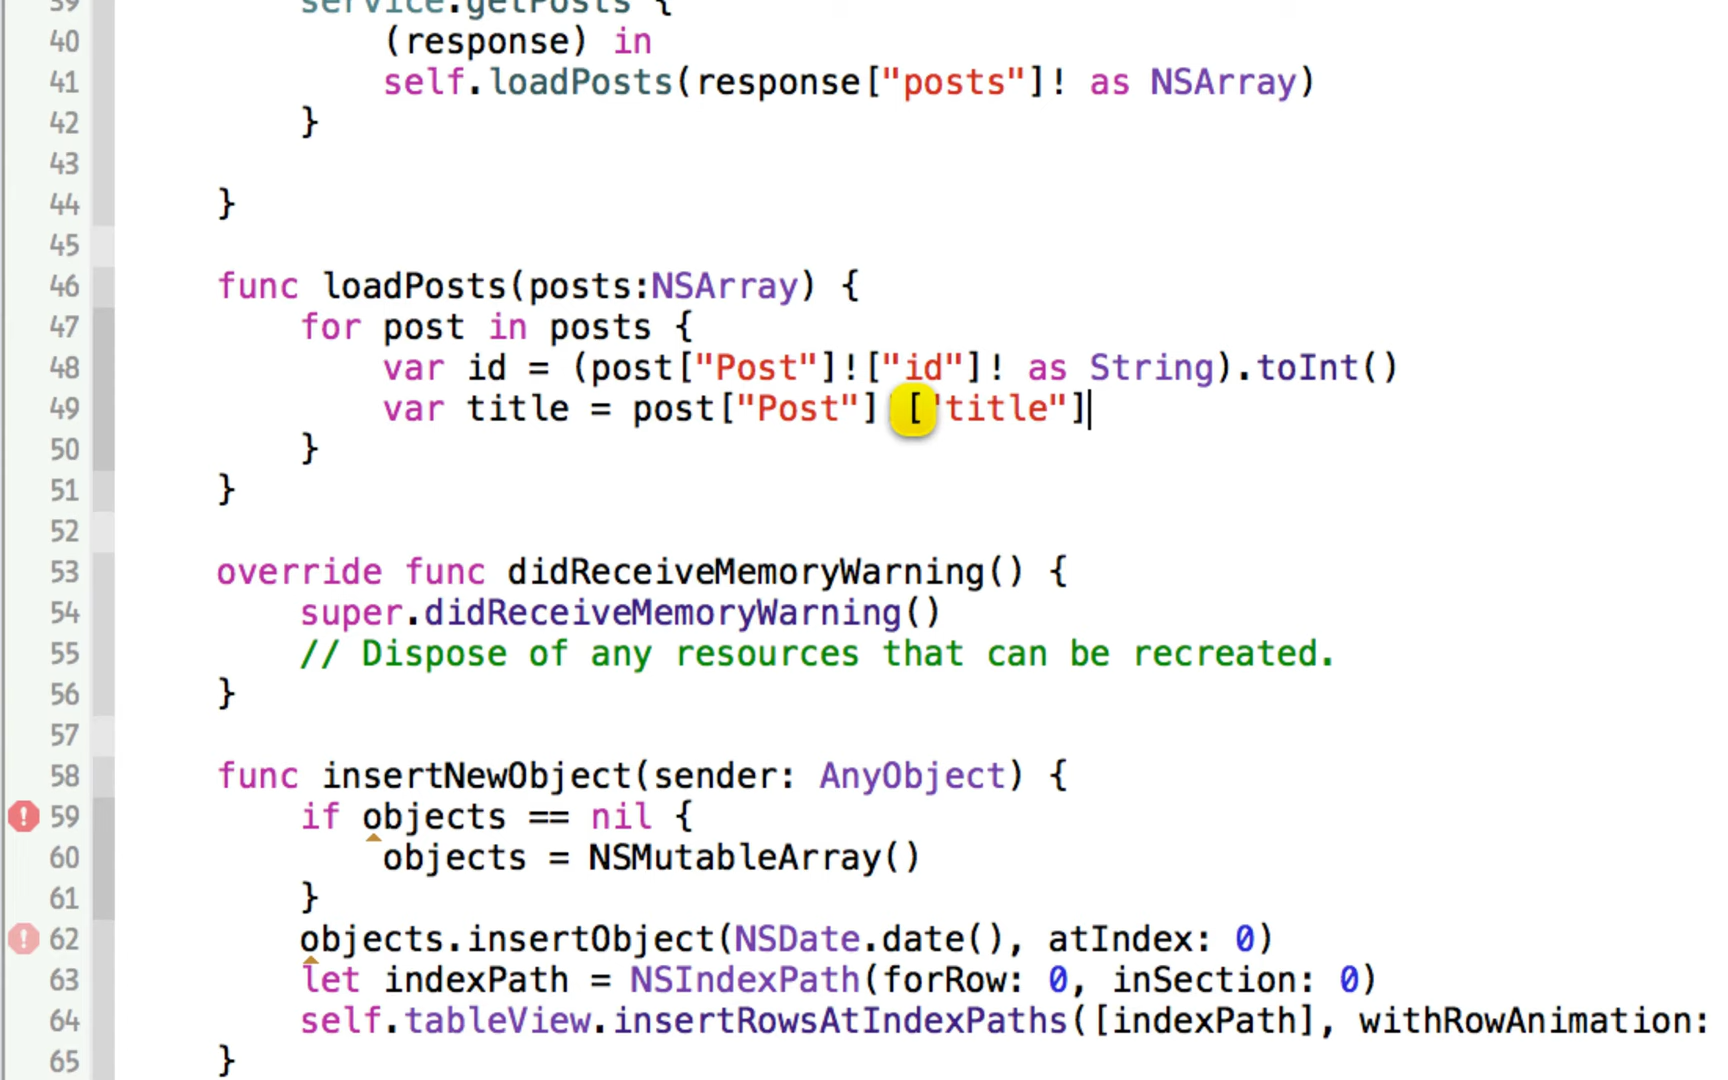 39 service.getPosts {
40 (response) in
41 self.loadPosts(response["posts"]! as NSArray)
42 }
43
44 }
45
46 func loadPosts(posts:NSArray) {
47 for post in posts {
48 var id = (post["Post"]!["id"]! as String).toInt()
49 var title = post["Post"] ["title"]
50 }
51 }
52
53 override func didReceiveMemoryWarning() {
54 super.didReceiveMemoryWarning()
55 // Dispose of any resources that can be recreated.
56 }
57
58 func insertNewObject(sender: AnyObject) {
59 if objects == nil {
60 objects = NSMutableArray()
61 }
62 objects.insertObject(NSDate.date(), atIndex: 0)
63 let indexPath = NSIndexPath(forRow: 0, inSection: 0)
64 self.tableView.insertRowsAtIndexPaths([indexPath], withRowAnimation:
65 }